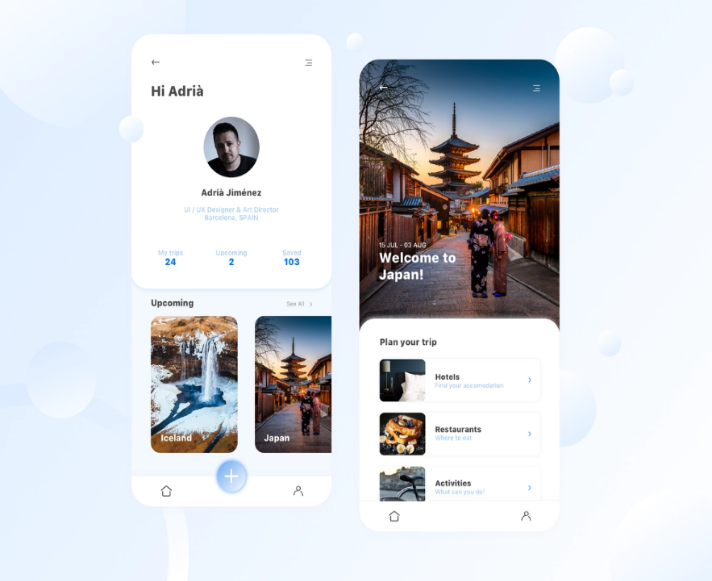 Hi Adrià
Adrià Jiménez
UI / UX Designer & Art Director
Barcelona, SPAIN
My trips
Upcoming
Saved
24
2
103
Upcoming
See All
Iceland
Japan
15 JUL - 03 AUG
Welcome to
Japan!
Plan your trip
Hotels
Find your accomodation
Restaurants
Where to eat
Activities
What can you do!